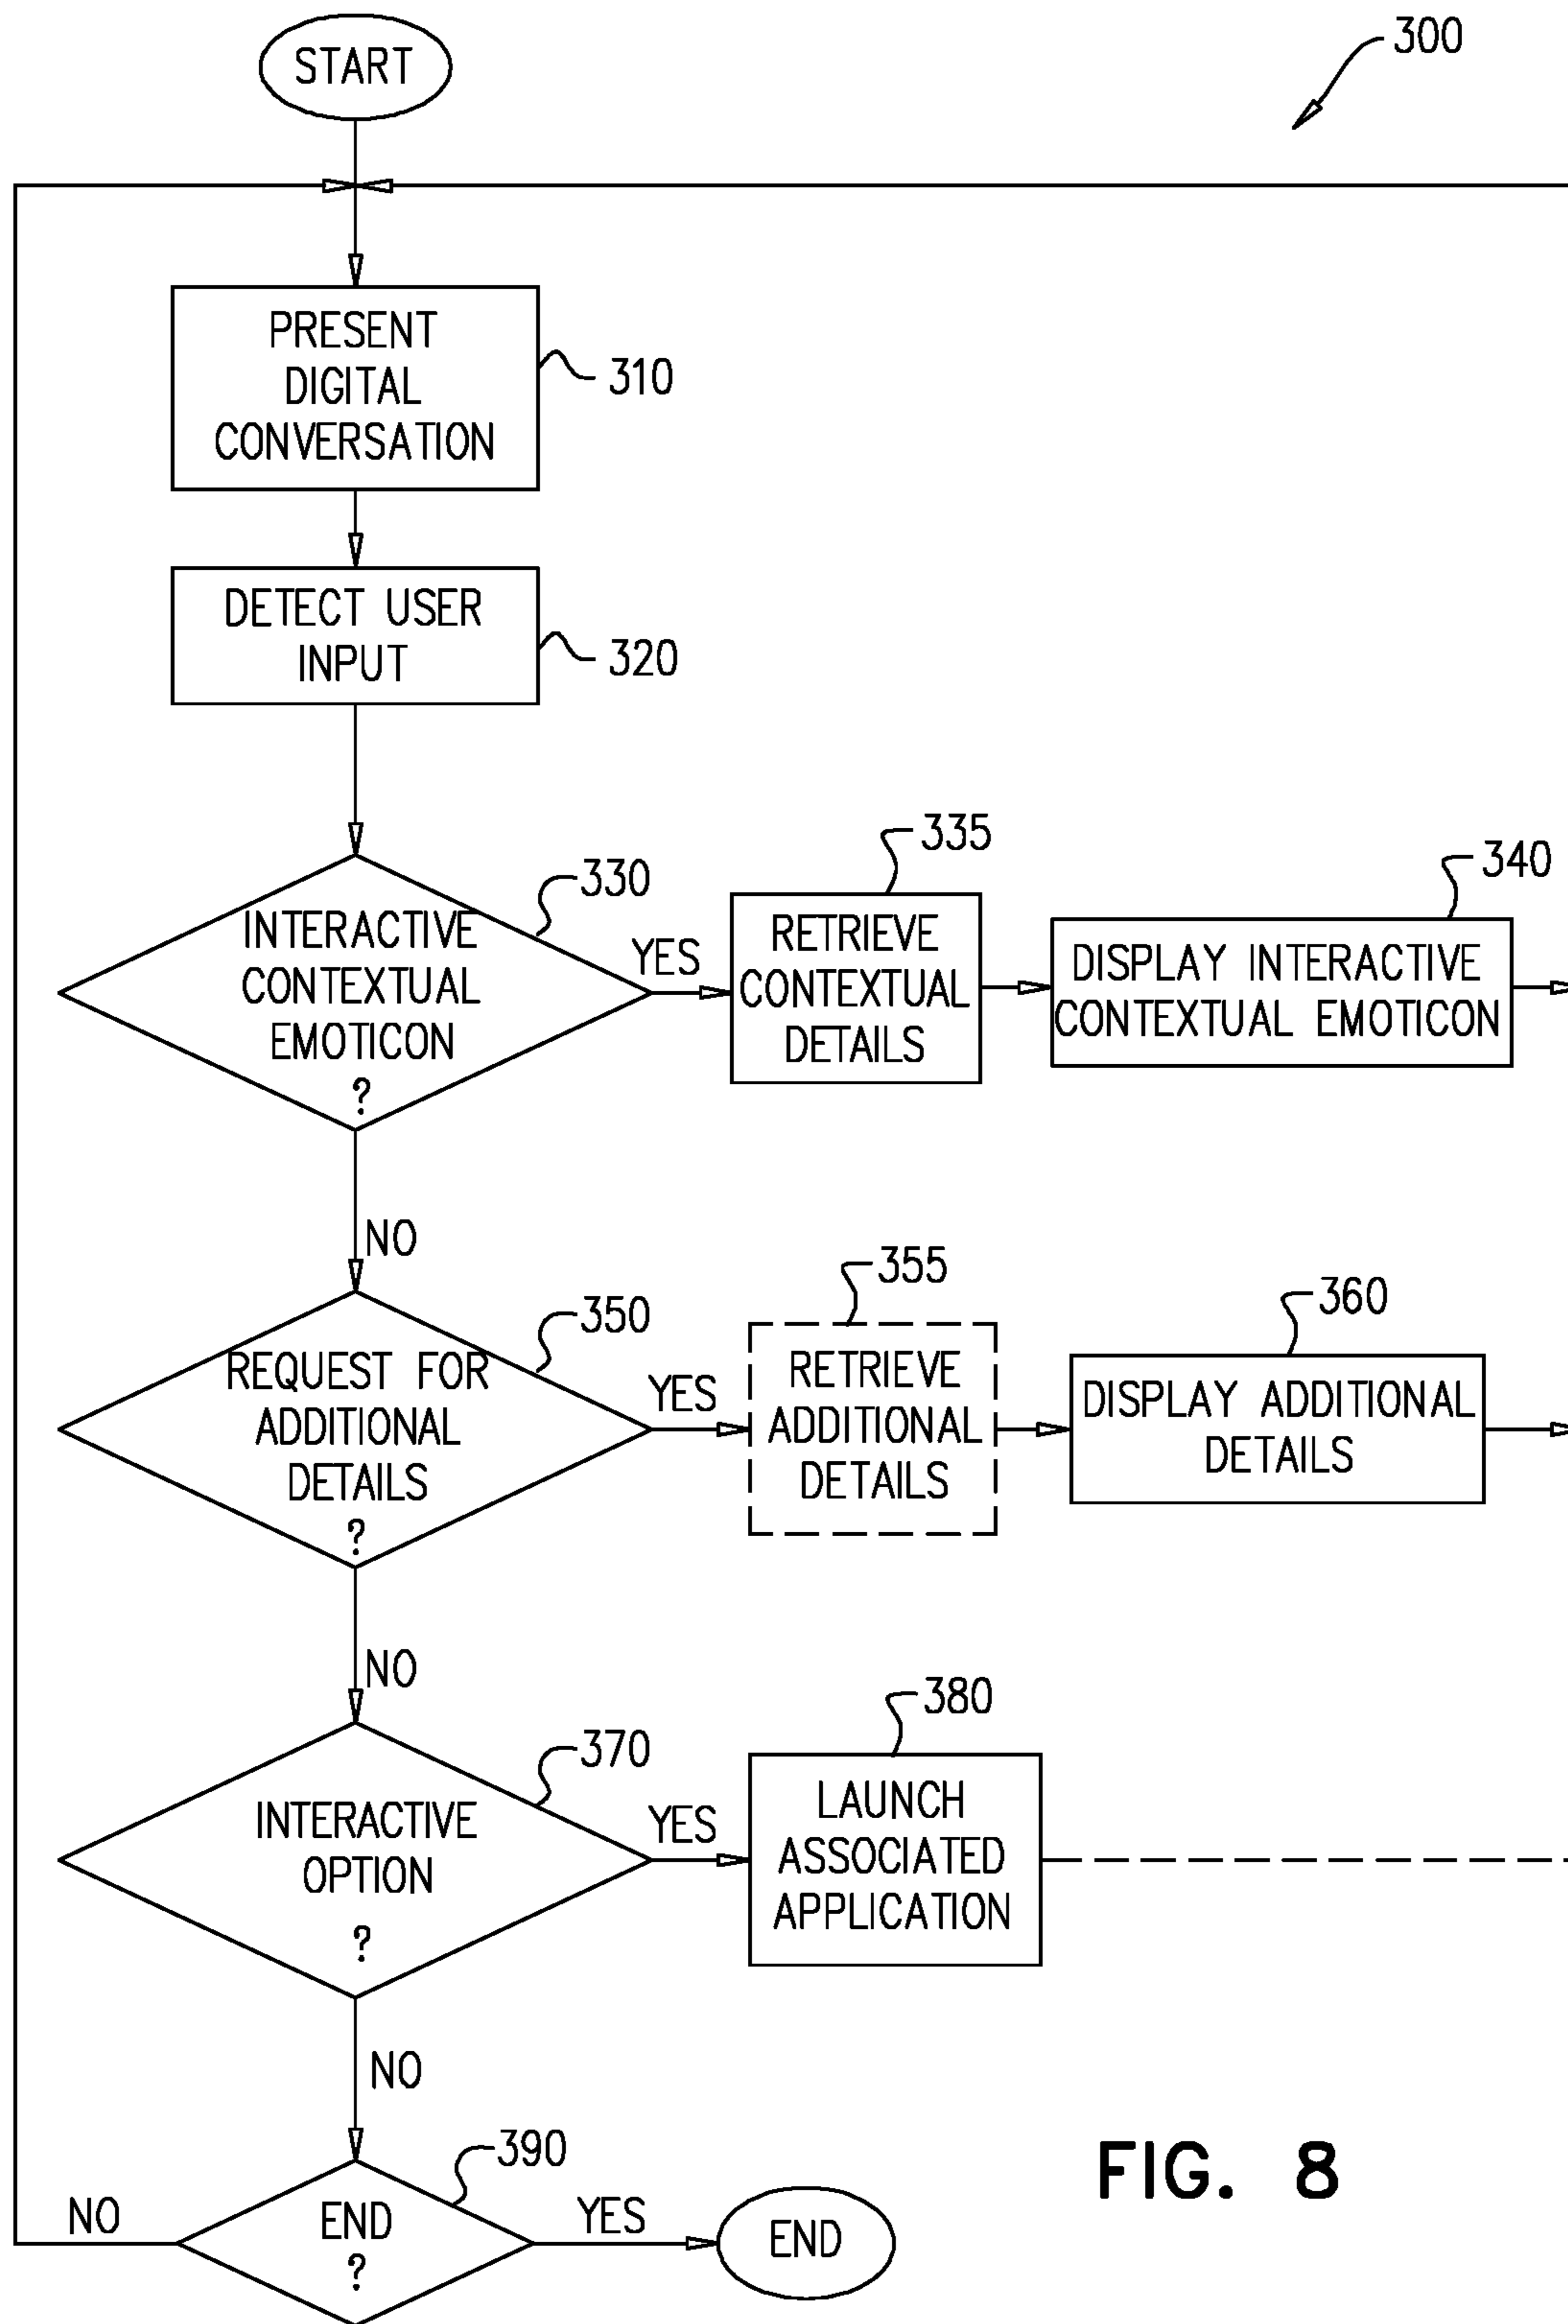 START
300
PRESENT
DIGITAL
CONVERSATION
310
DETECT USER
INPUT
320
INTERACTIVE
CONTEXTUAL
EMOTICON
?
330
YES
RETRIEVE
CONTEXTUAL
DETAILS
335
DISPLAY INTERACTIVE
CONTEXTUAL EMOTICON
340
NO
REQUEST FOR
ADDITIONAL
DETAILS
?
350
YES
RETRIEVE
ADDITIONAL
DETAILS
355
DISPLAY ADDITIONAL
DETAILS
360
NO
INTERACTIVE
OPTION
?
370
YES
LAUNCH
ASSOCIATED
APPLICATION
380
NO
END
?
390
NO
YES
END
FIG. 8